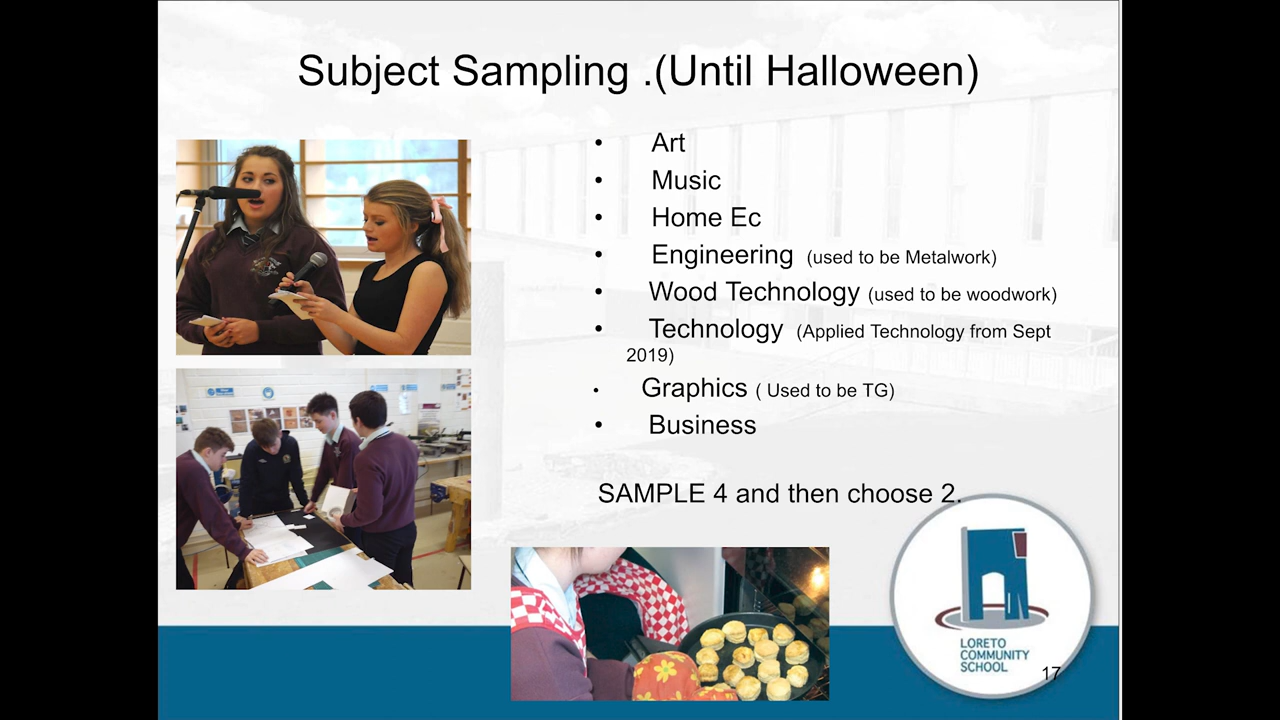 Subject Sampling .(Until Halloween)
• Art
• Music
• Home Ec
• Engineering (used to be Metalwork)
• Wood Technology (used to be woodwork)
• Technology (Applied Technology from Sept
2019)
• Graphics ( Used to be TG)
• Business
SAMPLE 4 and then choose 2.
LORETO
COMMUNITY
SCHOOL
17